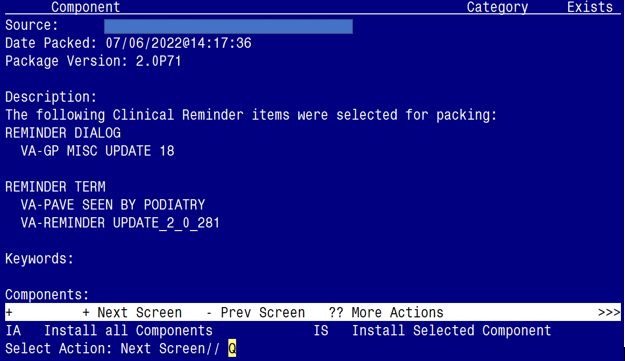 Component Category Exists
Source:
Date Packed: 07/06/2022@14:17:36
Package Version: 2.0P71
Description:
The following Clinical Reminder items were selected for packing:
REMINDER DIALOG
VA-GP MISC UPDATE 18
REMINDER TERM
VA-PAVE SEEN BY PODIATRY
VA-REMINDER UPDATE_2_0_281
Keywords:
Components:
+ + Next Screen - Prev Screen ?? More Actions >>>
IA Install all Components IS Install Selected Component
Select Action: Next Screen// Q